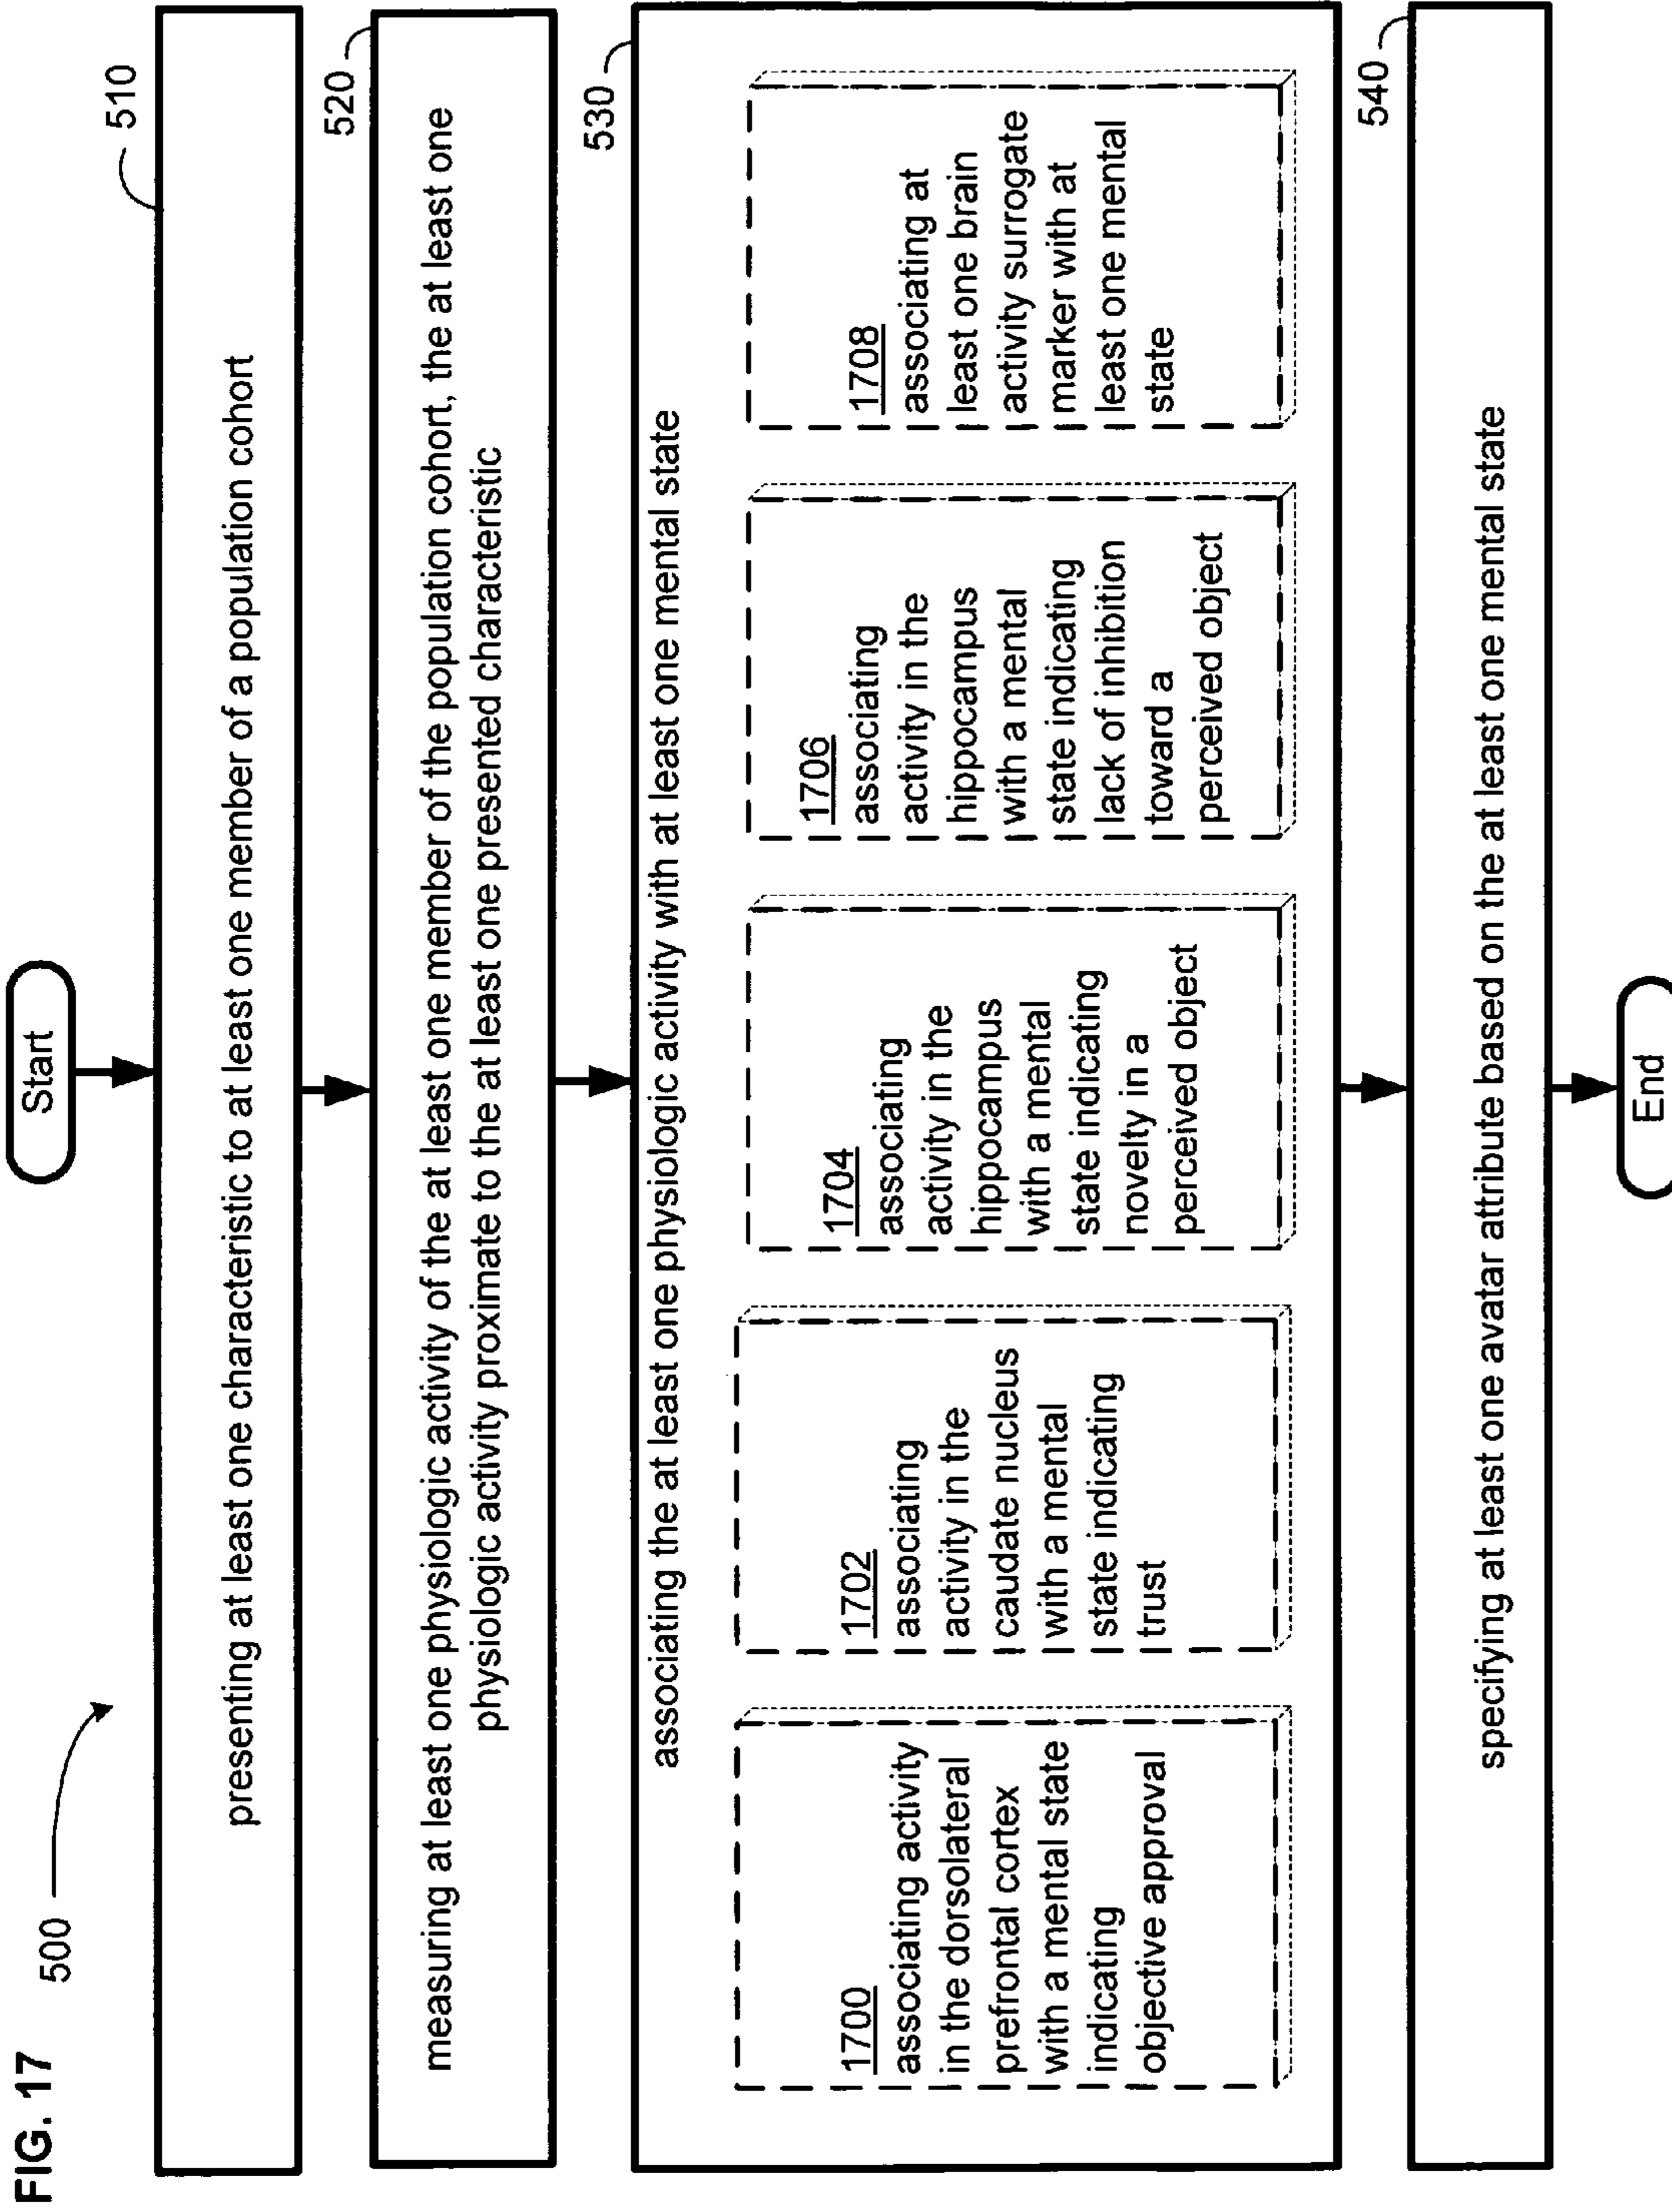 FIG. 17
500
Start
510
presenting at least one characteristic to at least one member of a population cohort
520
measuring at least one physiologic activity of the at least one member of the population cohort, the at least one
physiologic activity proximate to the at least one presented characteristic
530
associating the at least one physiologic activity with at least one mental state
1700
associating activity
in the dorsolateral
prefrontal cortex
with a mental state
indicating
objective approval
1702
associating
activity in the
caudate nucleus
with a mental
state indicating
trust
1704
associating
activity in the
hippocampus
with a mental
state indicating
novelty in a
perceived object
1706
associating
activity in the
hippocampus
with a mental
state indicating
lack of inhibition
toward a
perceived object
1708
associating at
least one brain
activity surrogate
marker with at
least one mental
state
540
specifying at least one avatar attribute based on the at least one mental state
End